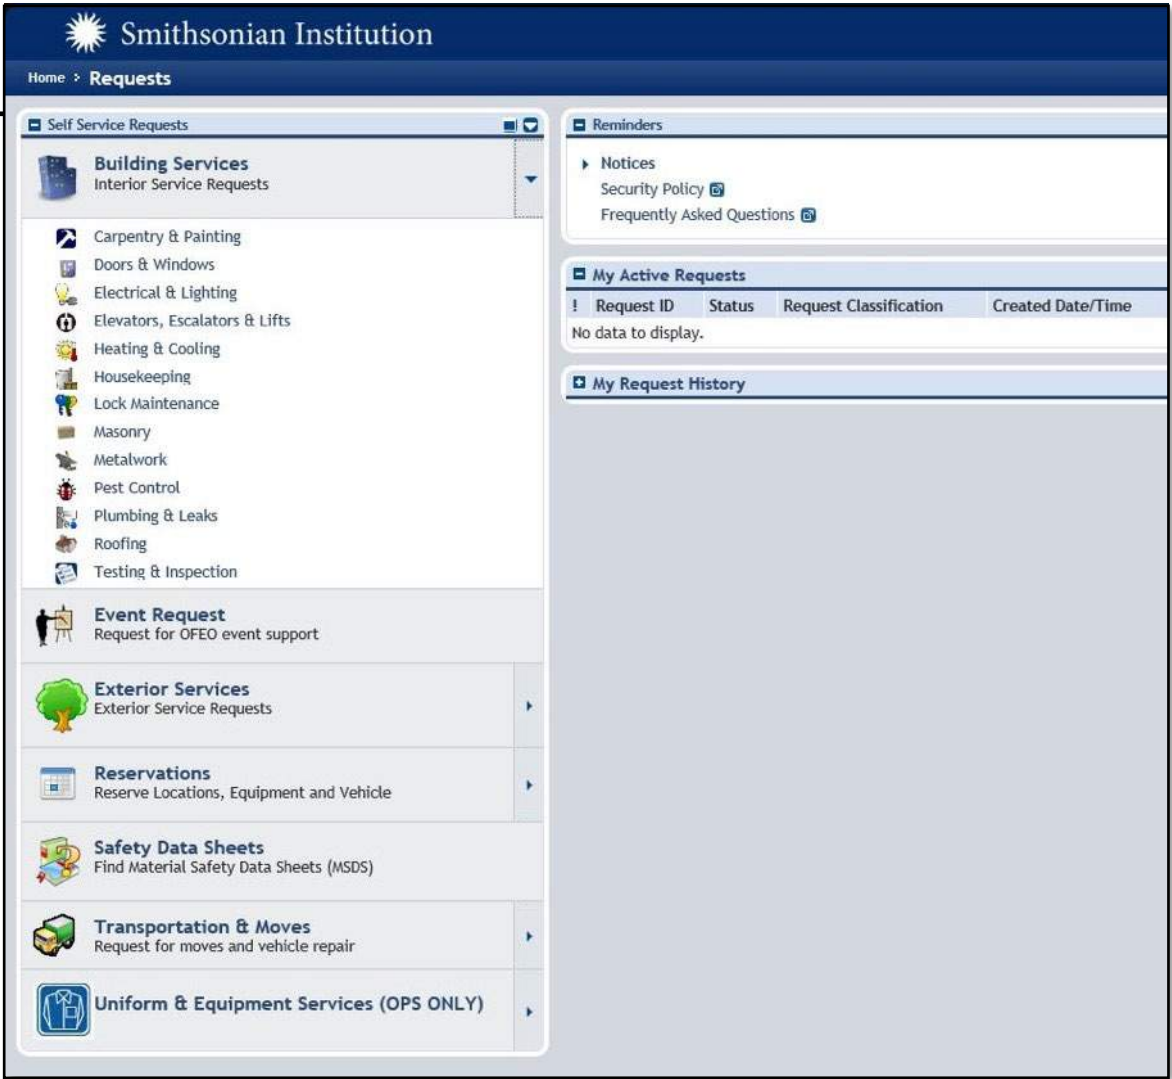 Smithsonian Institution
Home > Requests
Self Service Requests
Building Services
Interior Service Requests
Carpentry & Painting
Doors & Windows
Electrical & Lighting
Elevators, Escalators & Lifts
Heating & Cooling
Housekeeping
Lock Maintenance
Masonry
Metalwork
Pest Control
Plumbing & Leaks
Roofing
Testing & Inspection
Event Request
Request for OFEO event support
Exterior Services
Exterior Service Requests
Reservations
Reserve Locations, Equipment and Vehicle
Safety Data Sheets
Find Material Safety Data Sheets (MSDS)
Transportation & Moves
Request for moves and vehicle repair
Uniform & Equipment Services (OPS ONLY)
Reminders
Notices
Security Policy
Frequently Asked Questions
My Active Requests
! Request ID Status Request Classification Created Date/Time
No data to display.
My Request History